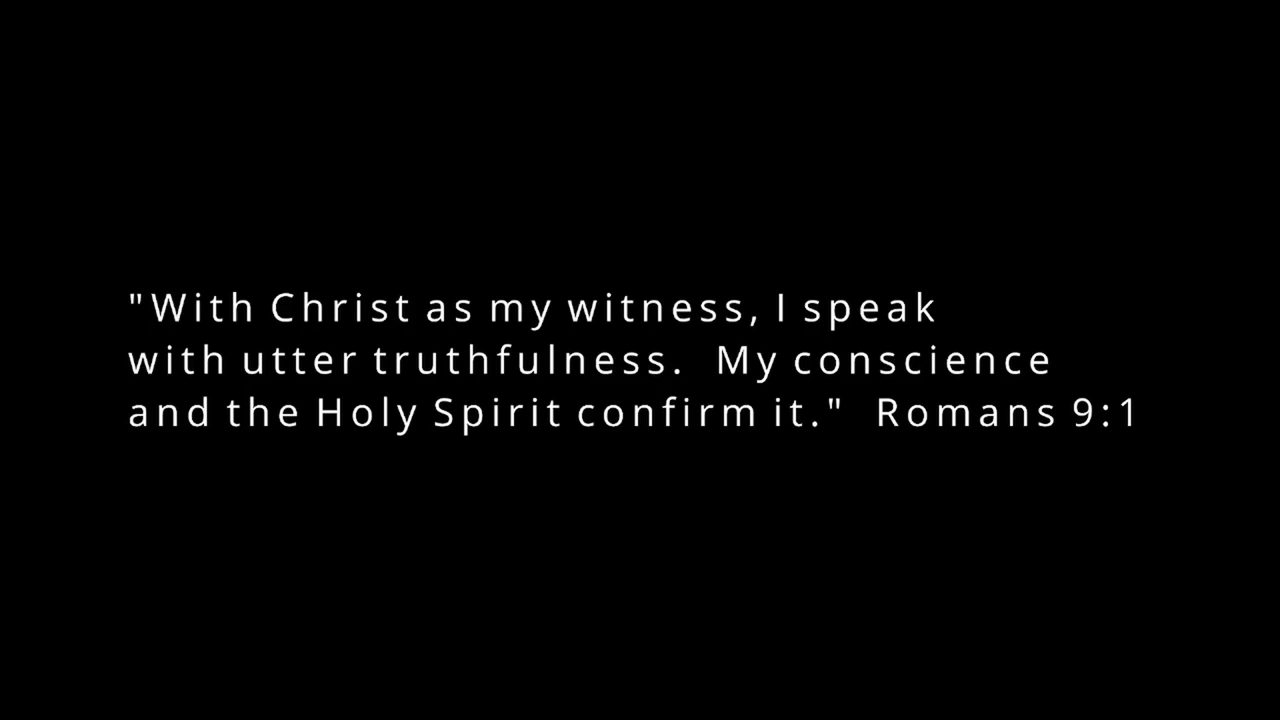 "With Christ as my witness, I speak
with utter truthfulness.  My conscience
and the Holy Spirit confirm it."  Romans 9:1